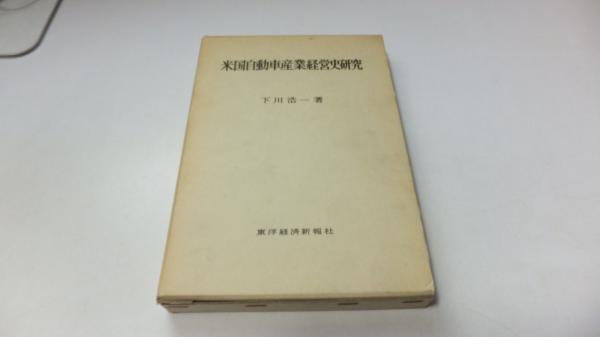 米国自動車産業経営史研究
下川浩一著
東洋経済新報社